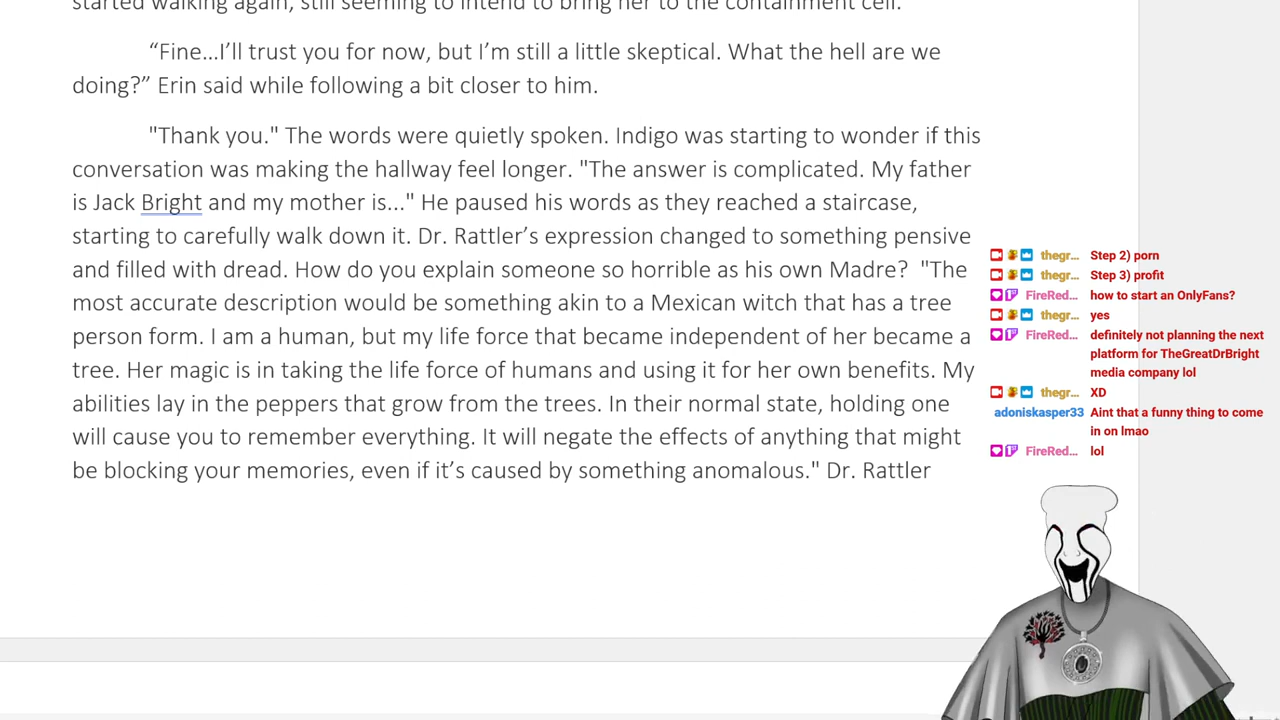 started walking again, still seeming to intend to bring her to the containment cell.
“Fine...I’ll trust you for now, but I’m still a little skeptical. What the hell are we
doing?” Erin said while following a bit closer to him.
"Thank you." The words were quietly spoken. Indigo was starting to wonder if this
conversation was making the hallway feel longer. "The answer is complicated. My father
is Jack Bright and my mother is..." He paused his words as they reached a staircase,
starting to carefully walk down it. Dr. Rattler’s expression changed to something pensive
and filled with dread. How do you explain someone so horrible as his own Madre?  "The
most accurate description would be something akin to a Mexican witch that has a tree
person form. I am a human, but my life force that became independent of her became a
tree. Her magic is in taking the life force of humans and using it for her own benefits. My
abilities lay in the peppers that grow from the trees. In their normal state, holding one
will cause you to remember everything. It will negate the effects of anything that might
be blocking your memories, even if it’s caused by something anomalous." Dr. Rattler
thegr... Step 2) porn
thegr... Step 3) profit
FireRed... how to start an OnlyFans?
thegr... yes
FireRed... definitely not planning the next
platform for TheGreatDrBright
media company lol
thegr... XD
adoniskasper33 Aint that a funny thing to come
in on lmao
FireRed... lol